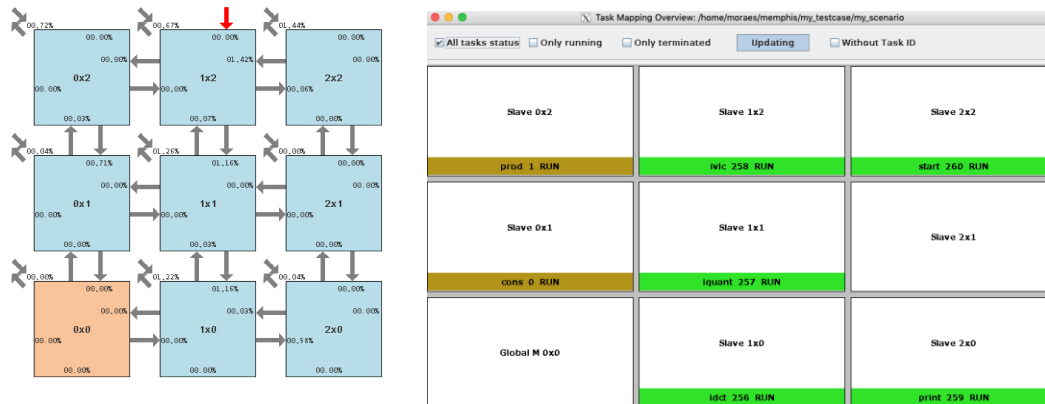 00.72% 00.67% 01.44%
00.00% 00.00% 00.00%
00.00% 01.42% 00.00%
0x2 1x2 2x2
00.00% 00.00% 00.06%
00.03% 00.07% 00.00%
00.04% 01.26% 00.00%
00.71% 01.16% 00.00%
00.00% 00.00% 00.00%
0x1 1x1 2x1
00.00% 00.00% 00.00%
00.00% 00.03% 00.00%
00.00% 01.22% 00.04%
00.00% 01.16% 00.00%
00.00% 00.03% 00.00%
0x0 1x0 2x0
00.00% 00.00% 00.58%
00.00% 00.00% 00.00%
Task Mapping Overview: /home/moraes/memphis/my_testcase/my_scenario
All tasks status Only running Only terminated Updating Without Task ID
Slave 0x2 Slave 1x2 Slave 2x2
prod 1 RUN ivlc 258 RUN start 260 RUN
Slave 0x1 Slave 1x1 Slave 2x1
cons 0 RUN iquant 257 RUN
Global M 0x0 Slave 1x0 Slave 2x0
idct 256 RUN print 259 RUN